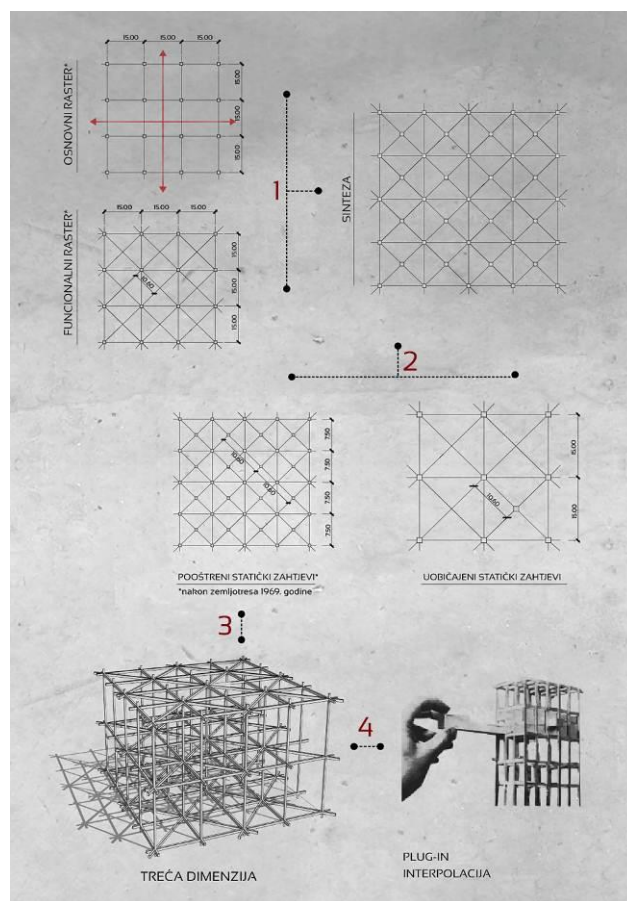 15.00 15.00 15.00
OSNOVNI RASTER*
15.00
15.00
15.00
1
SINTEZA
15.00 15.00 15.00
FUNCIONALNI RASTER*
10.60
15.00
15.00
15.00
2
10.60
10.60
7.50
7.50
7.50
7.50
10.60
15.00
15.00
POOŠTRENI STATIČKI ZAHTJEVI*
*nakon zemljotresa 1969. godine
UOBIČAJENI STATIČKI ZAHTJEVI
3
4
TREĆA DIMENZIJA
PLUG-IN
INTERPOLACIJA